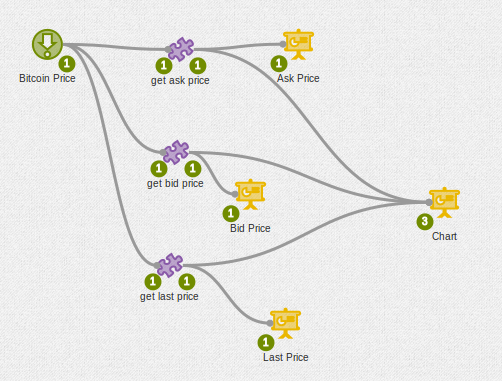 1
Bitcoin Price
1
1
get ask price
1
Ask Price
1
1
get bid price
1
Bid Price
3
Chart
1
1
get last price
1
Last Price